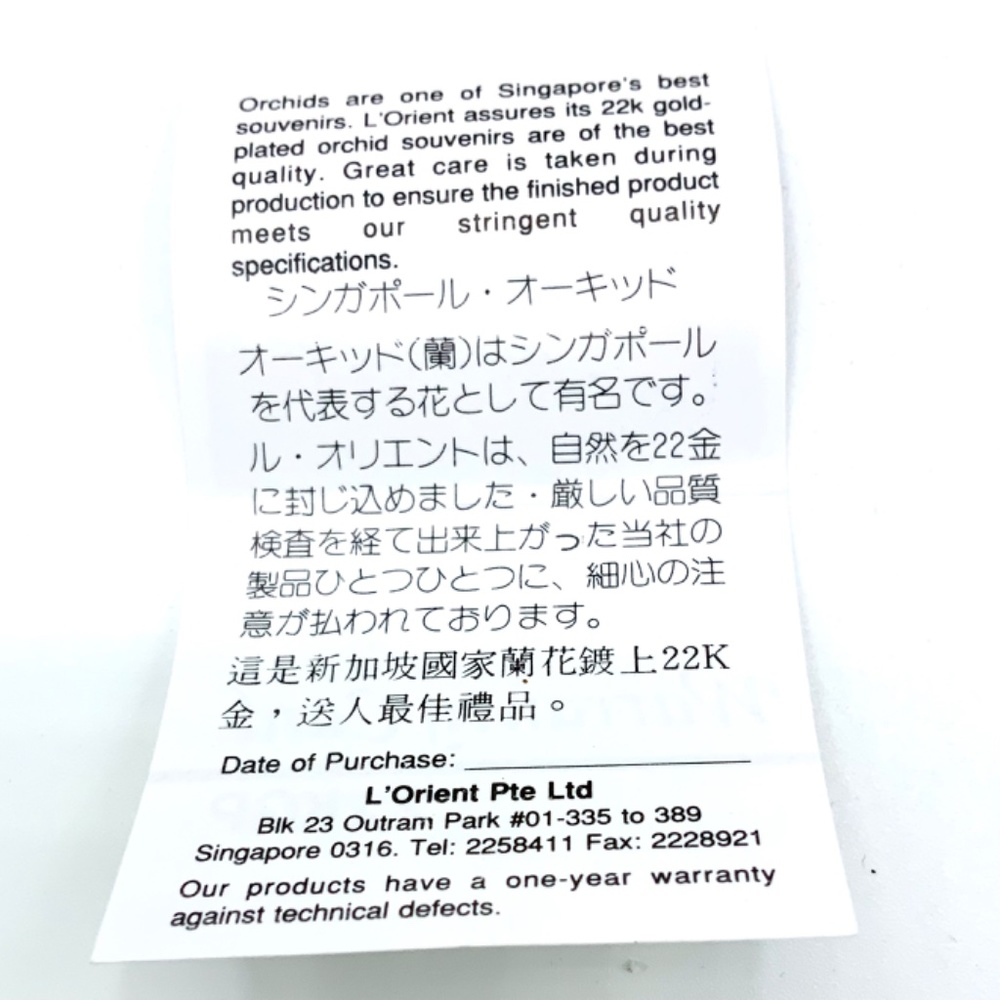 Orchids are one of Singapore's best
souvenirs. L'Orient assures its 22k gold-
plated orchid souvenirs are of the best
quality. Great care is taken during
production to ensure the finished product
meets our stringent quality
specifications.
シンガポール・オーキッド
オーキッド(蘭)はシンガポール
を代表する花として有名です。
ル・オリエントは、自然を22金
に封じ込めました・厳しい品質
検査を経て出来上がった当社の
製品ひとつひとつに、細心の注
意が払われております。
這是新加坡國家蘭花鍍上22K
金,送人最佳禮品。
Date of Purchase:
L'Orient Pte Ltd
Blk 23 Outram Park #01-335 to 389
Singapore 0316. Tel: 2258411 Fax: 2228921
Our products have a one-year warranty
against technical defects.